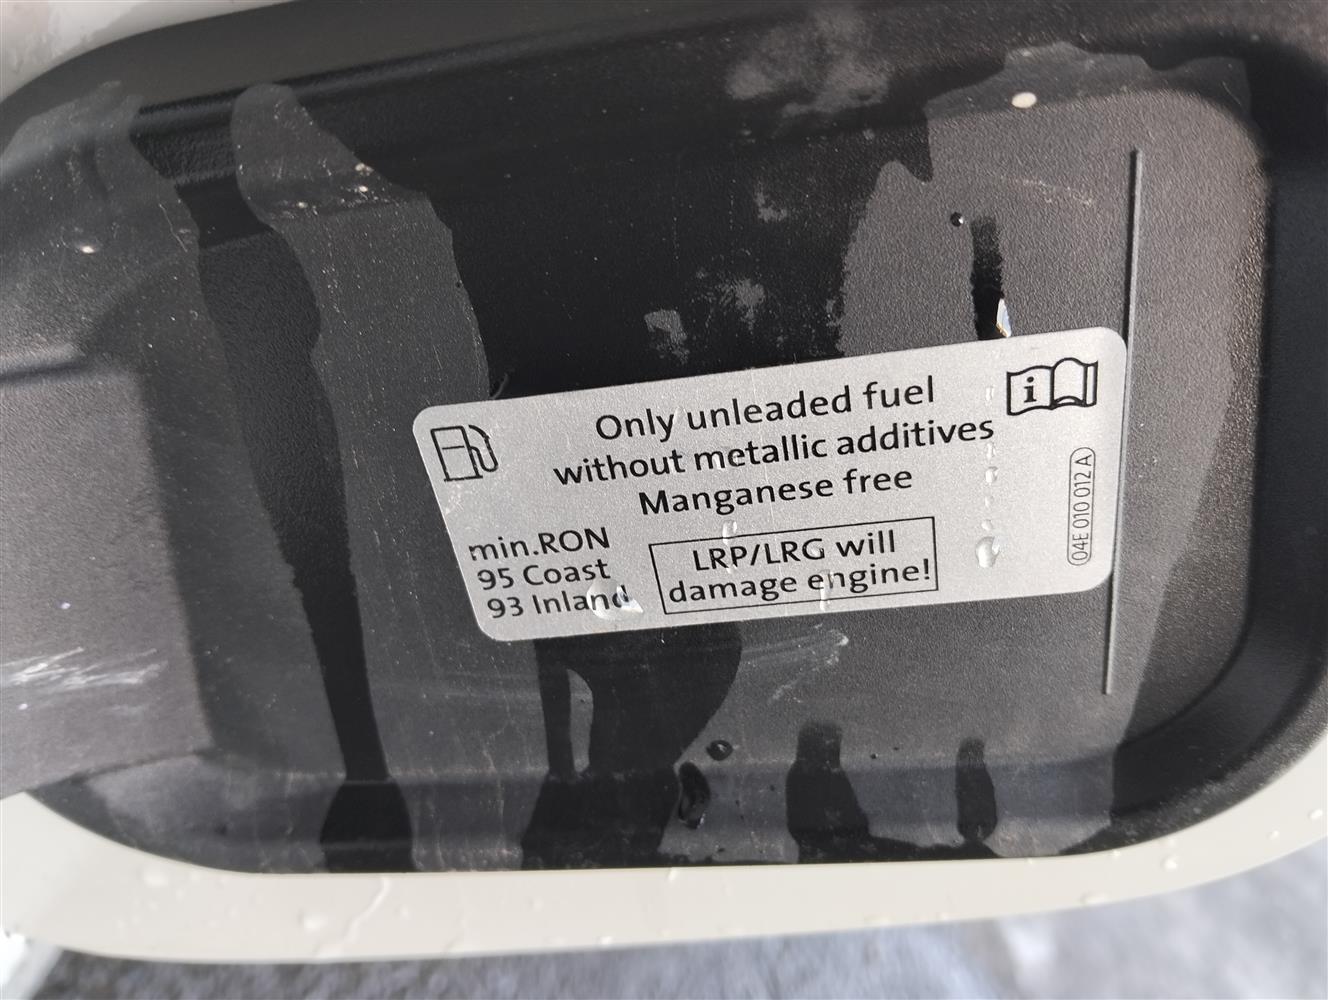 Only unleaded fuel
without metallic additives
Manganese free
min.RON
95 Coast
93 Inland
LRP/LRG will
damage engine!
i
04E 010 012 A